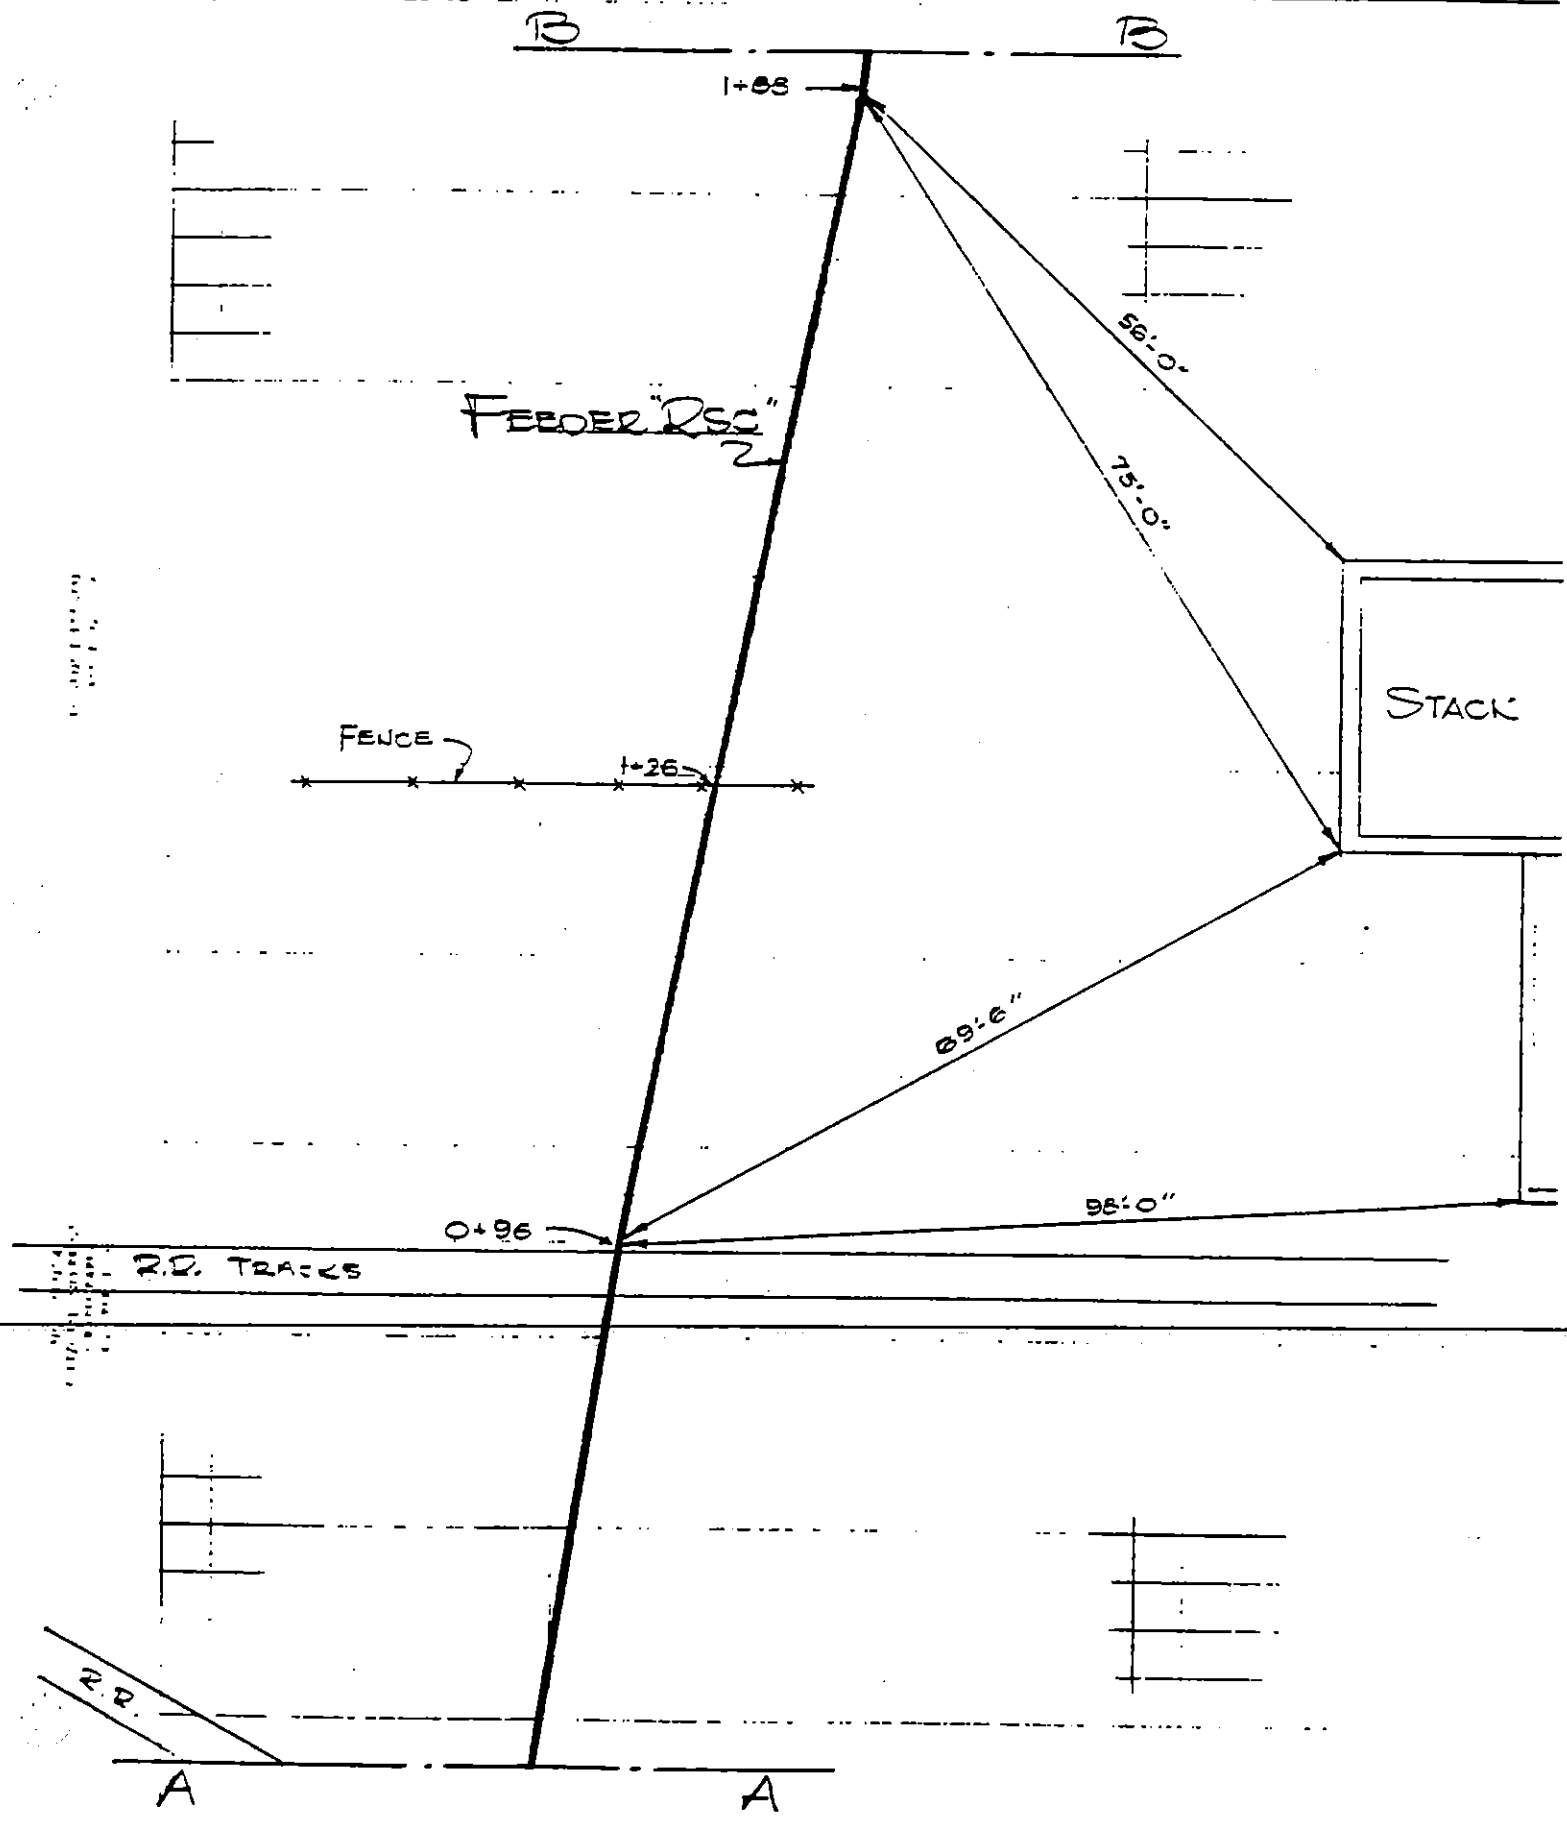 B B
1+88
56'-0"
FEEDER "RSC"
75'-0"
STACK
FENCE
1+26
89'-6"
98'-0"
0+96
R.R. TRACKS
R.R.
A A